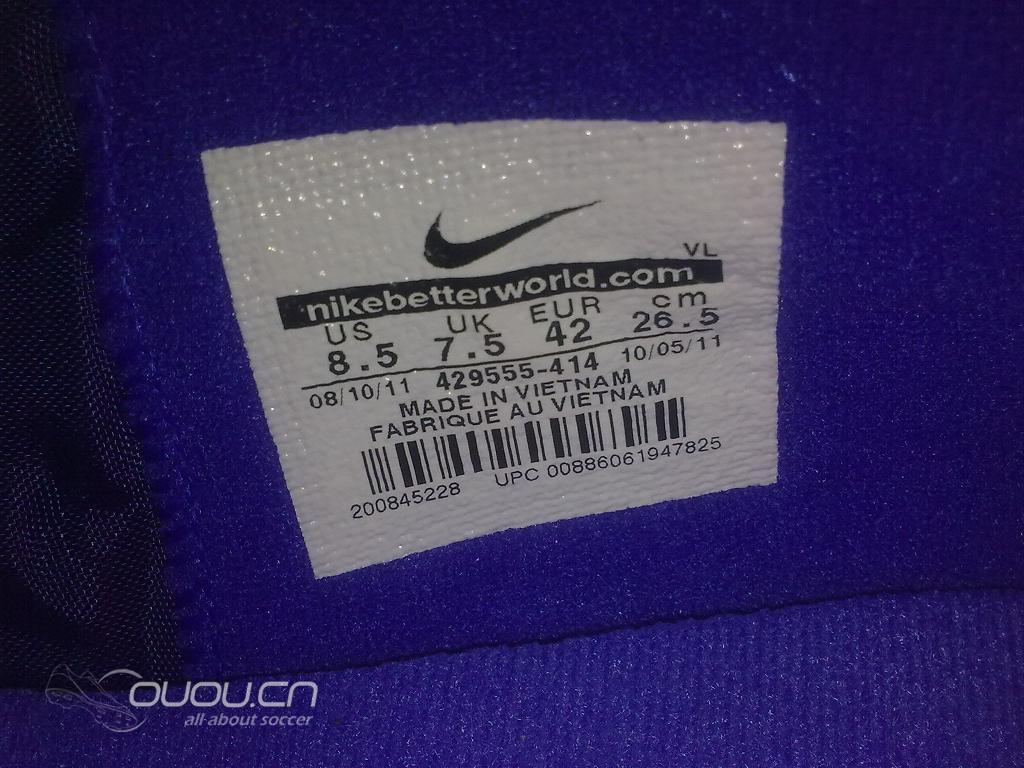 VL
nikebetterworld.com
US UK EUR cm
8.5 7.5 42 26.5
08/10/11 429555-414 10/05/11
MADE IN VIETNAM
FABRIQUE AU VIETNAM
200845228 UPC 00886061947825
OUOU.CN
all about soccer